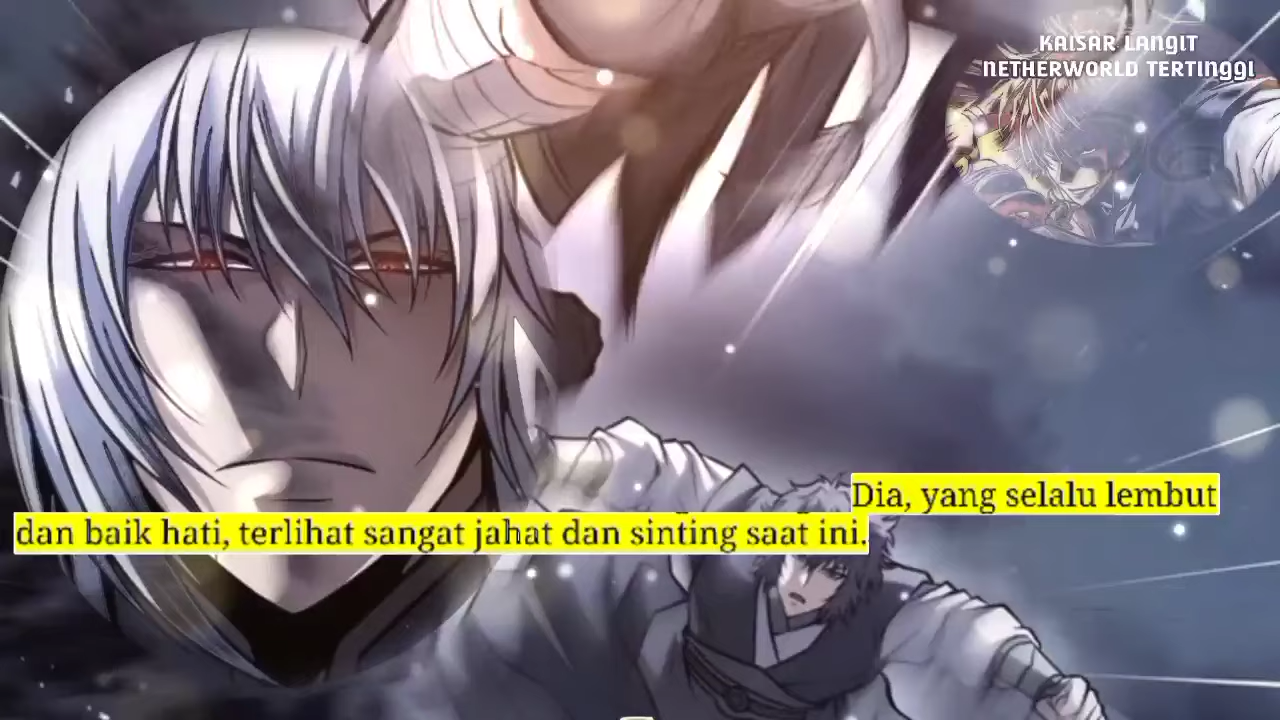 KAISAR LANGIT
NETHERWORLD TERTINGGI
Dia, yang selalu lembut
dan baik hati, terlihat sangat jahat dan sinting saat ini.